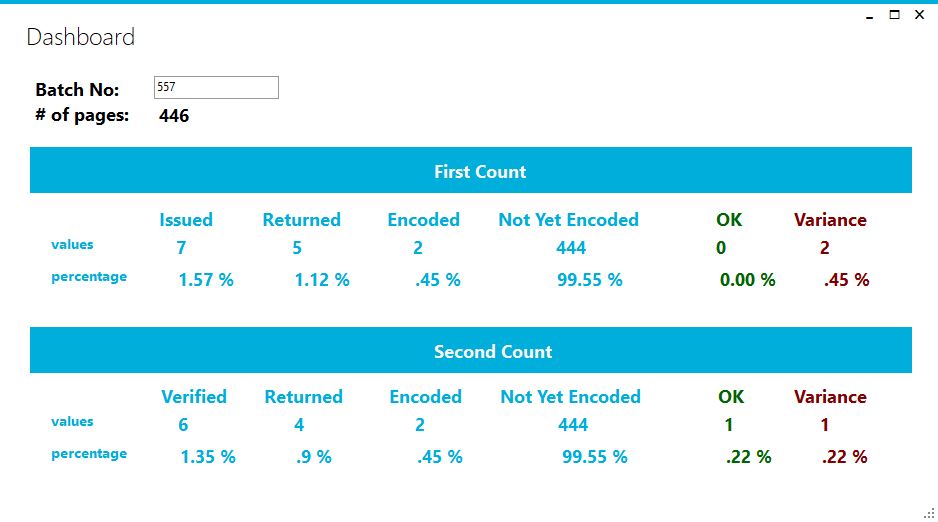 Dashboard
Batch No: 557
# of pages: 446
First Count
Issued Returned Encoded Not Yet Encoded OK Variance
values 7 5 2 444 0 2
percentage 1.57 % 1.12 % .45 % 99.55 % 0.00 % .45 %
Second Count
Verified Returned Encoded Not Yet Encoded OK Variance
values 6 4 2 444 1 1
percentage 1.35 % .9 % .45 % 99.55 % .22 % .22 %